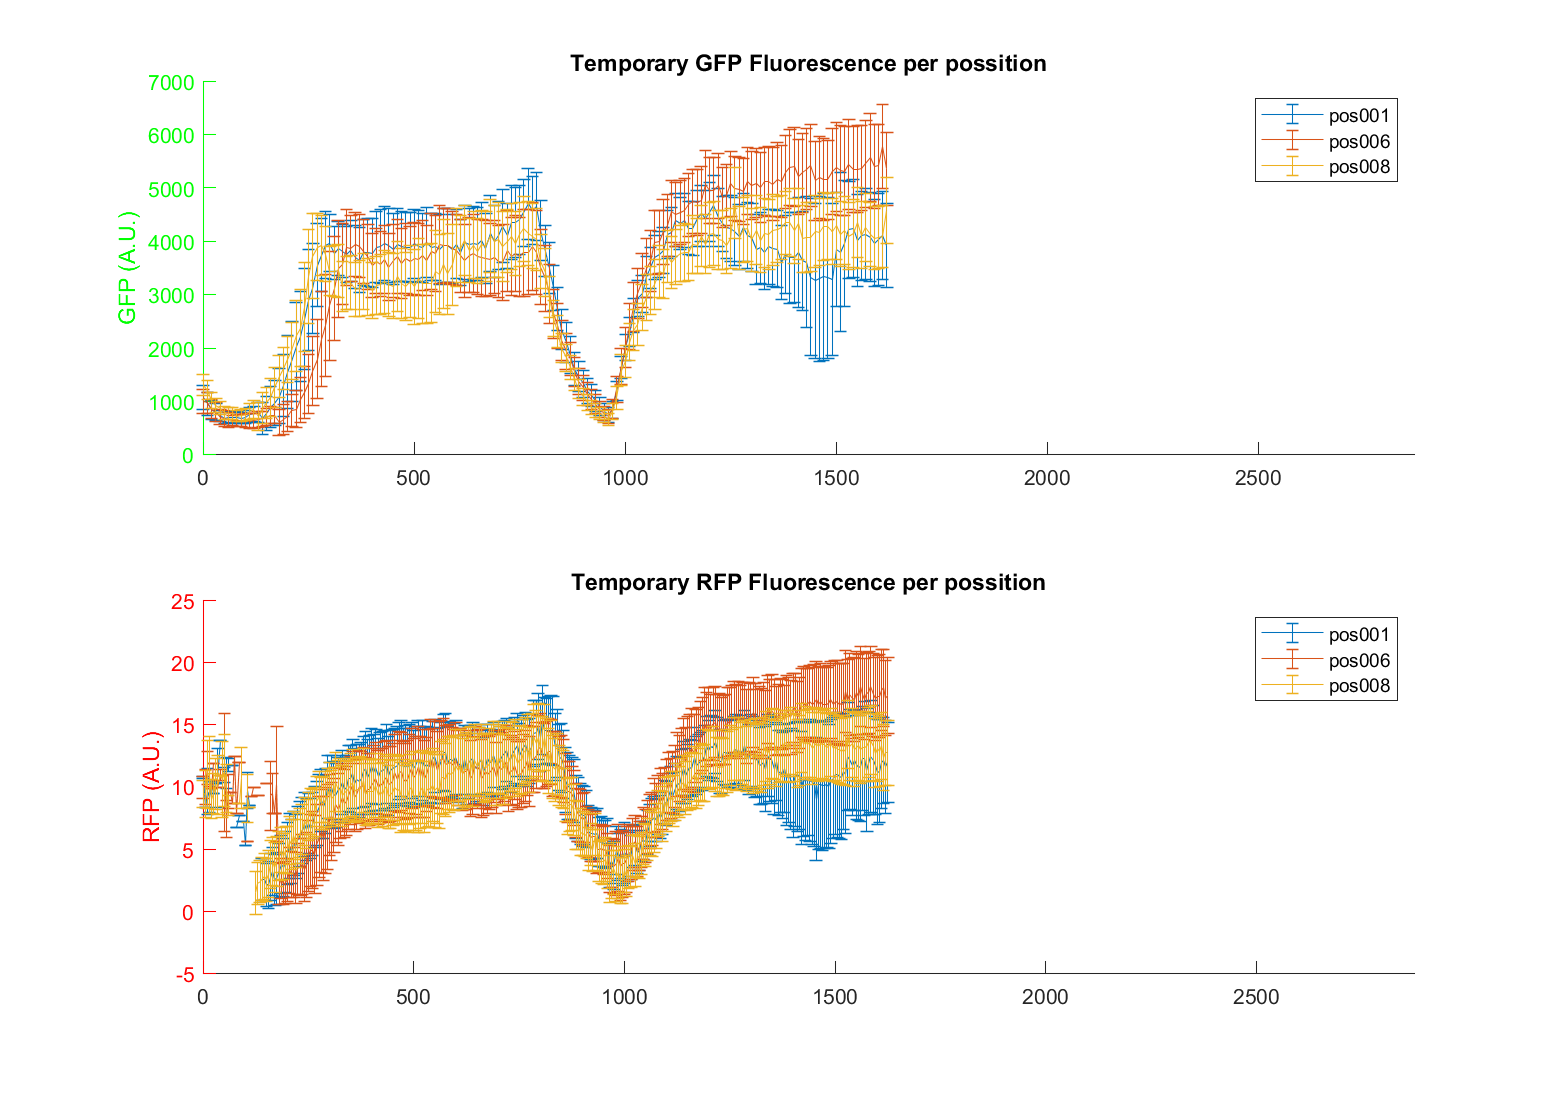 Temporary GFP Fluorescence per possition
7000
6000
5000
4000
3000
2000
1000
0
GFP (A.U.)
0 500 1000 1500 2000 2500
pos001
pos006
pos008
Temporary RFP Fluorescence per possition
25
20
15
10
5
0
-5
RFP (A.U.)
0 500 1000 1500 2000 2500
pos001
pos006
pos008